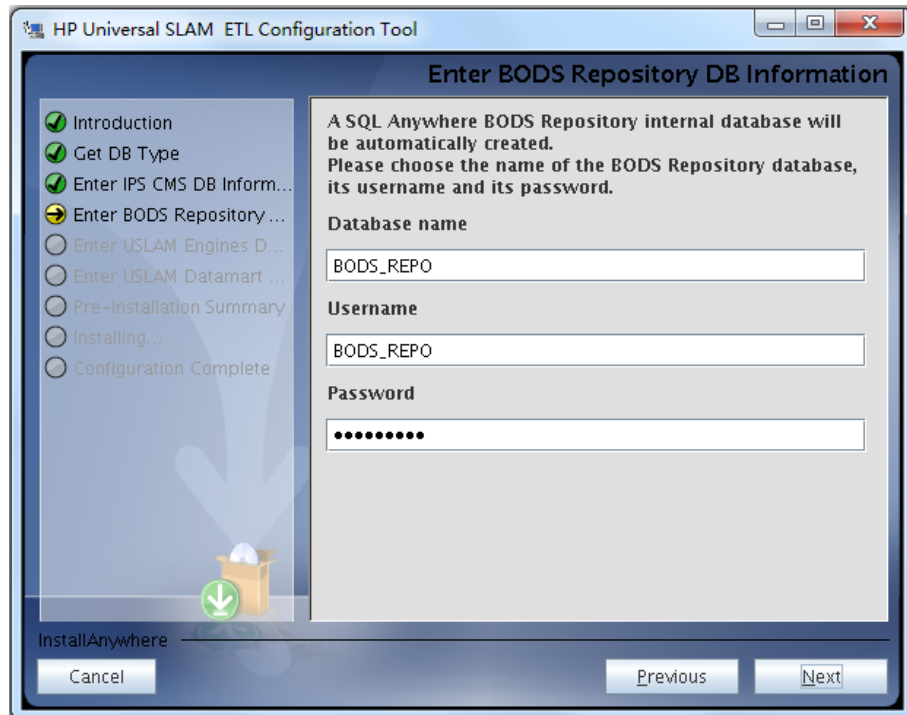 HP Universal SLAM  ETL Configuration Tool
Enter BODS Repository DB Information
Introduction
Get DB Type
Enter IPS CMS DB Inform...
Enter BODS Repository ...
Enter USLAM Engines D...
Enter USLAM Datamart ...
Pre-Installation Summary
Installing...
Configuration Complete
A SQL Anywhere BODS Repository internal database will
be automatically created.
Please choose the name of the BODS Repository database,
its username and its password.
Database name
BODS_REPO
Username
BODS_REPO
Password
•••••••••
InstallAnywhere
Cancel
Previous
Next